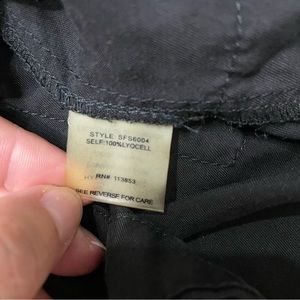 STYLE SFS6004
SELF:100%LYOCELL
RN# 113853
SEE REVERSE FOR CARE